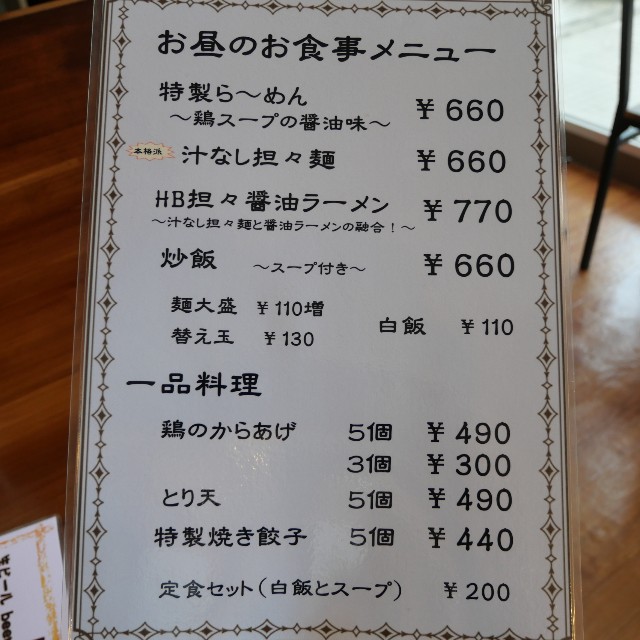 お昼のお食事メニュー
特製ら～めん ¥660
～鶏スープの醤油味～
本格派 汁なし担々麺 ¥660
HB担々醤油ラーメン ¥770
～汁なし担々麺と醤油ラーメンの融合！～
炒飯 ～スープ付き～ ¥660
麺大盛 ¥110増
替え玉 ¥130
白飯 ¥110
一品料理
鶏のからあげ 5個 ¥490
3個 ¥300
とり天 5個 ¥490
特製焼き餃子 5個 ¥440
定食セット（白飯とスープ） ¥200